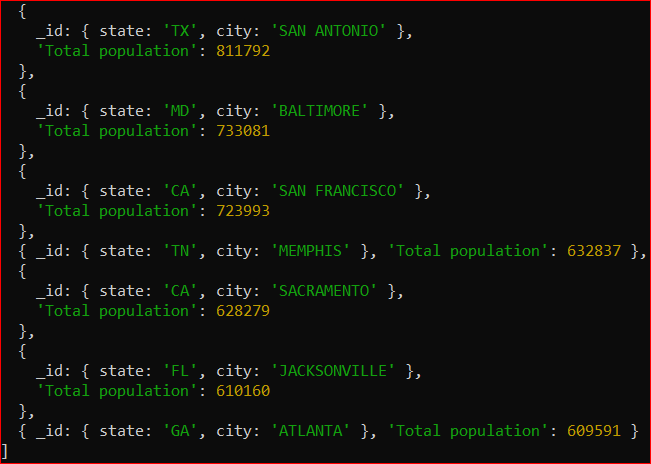 {
_id: { state: 'TX', city: 'SAN ANTONIO' },
'Total population': 811792
},
{
_id: { state: 'MD', city: 'BALTIMORE' },
'Total population': 733081
},
{
_id: { state: 'CA', city: 'SAN FRANCISCO' },
'Total population': 723993
},
{ _id: { state: 'TN', city: 'MEMPHIS' }, 'Total population': 632837 },
{
_id: { state: 'CA', city: 'SACRAMENTO' },
'Total population': 628279
},
{
_id: { state: 'FL', city: 'JACKSONVILLE' },
'Total population': 610160
},
{ _id: { state: 'GA', city: 'ATLANTA' }, 'Total population': 609591 }
]